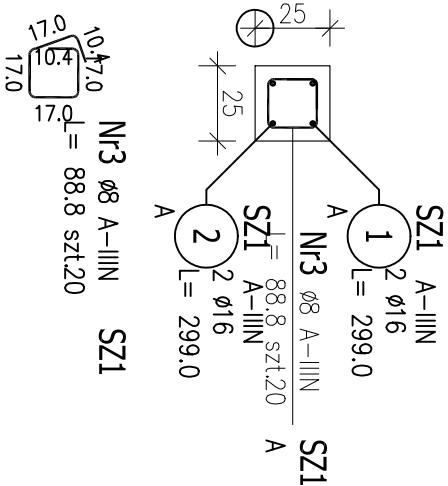 25
25
SZ1
A-IIIN
1
2 ø16
L= 299.0
A
SZ1
A-IIIN
2
2 ø16
L= 299.0
A
Nr3 ø8 A-IIIN
L= 88.8 szt.20
SZ1
A
17.0
10.4
10.4
17.0
17.0
17.0
Nr3 ø8 A-IIIN
L= 88.8 szt.20
SZ1